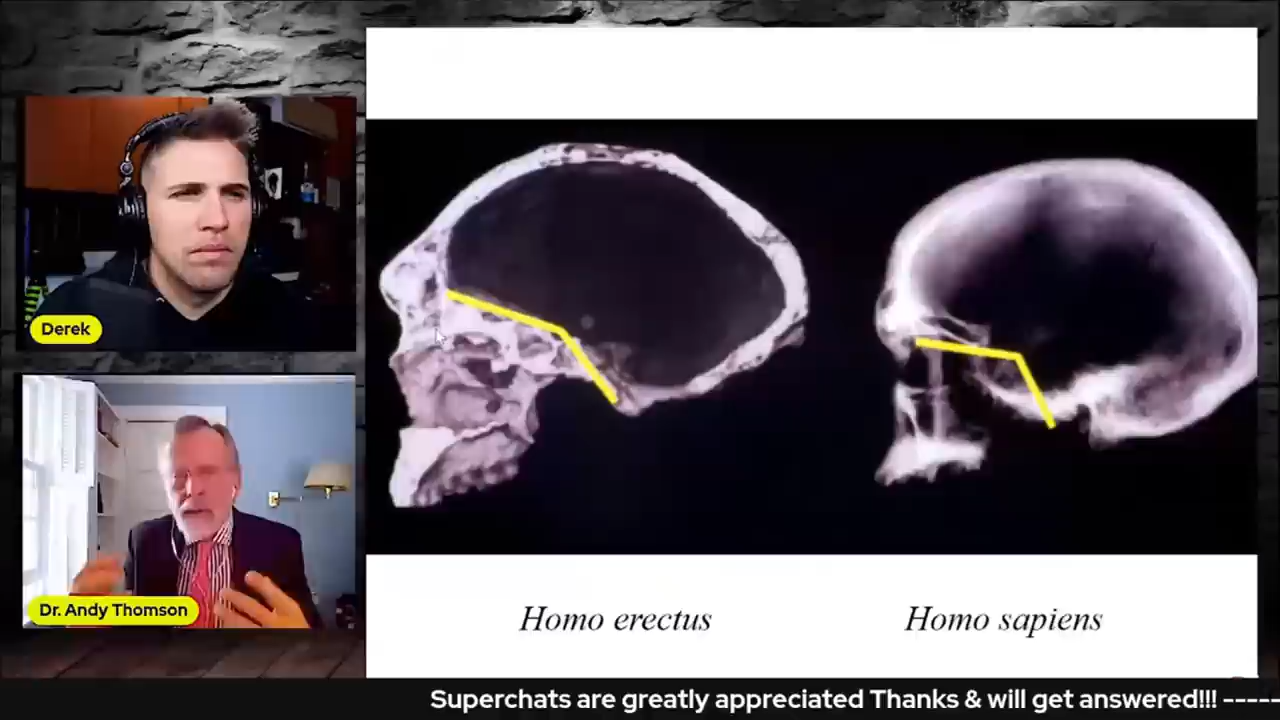 Derek
Dr. Andy Thomson
Homo erectus
Homo sapiens
Superchats are greatly appreciated Thanks & will get answered!!! -----